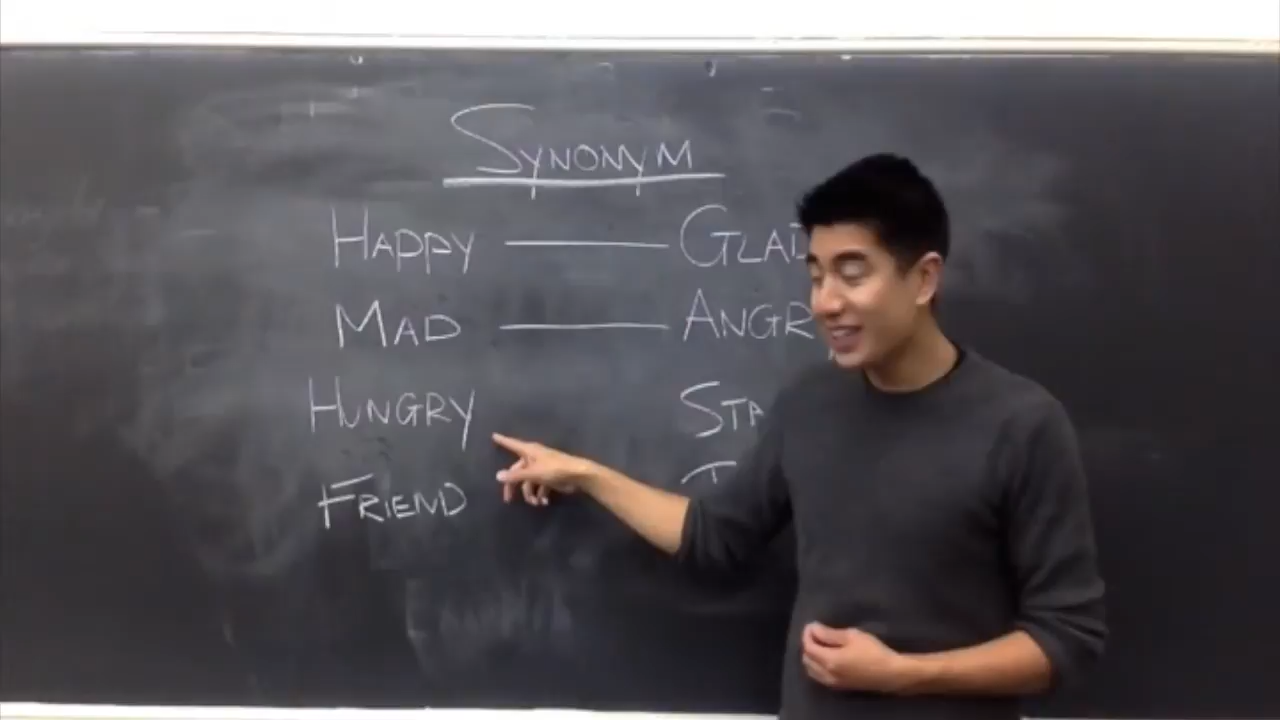 SYNONYM
HAPPY — GLAD
MAD — ANGR
HUNGRY STA
FRIEND